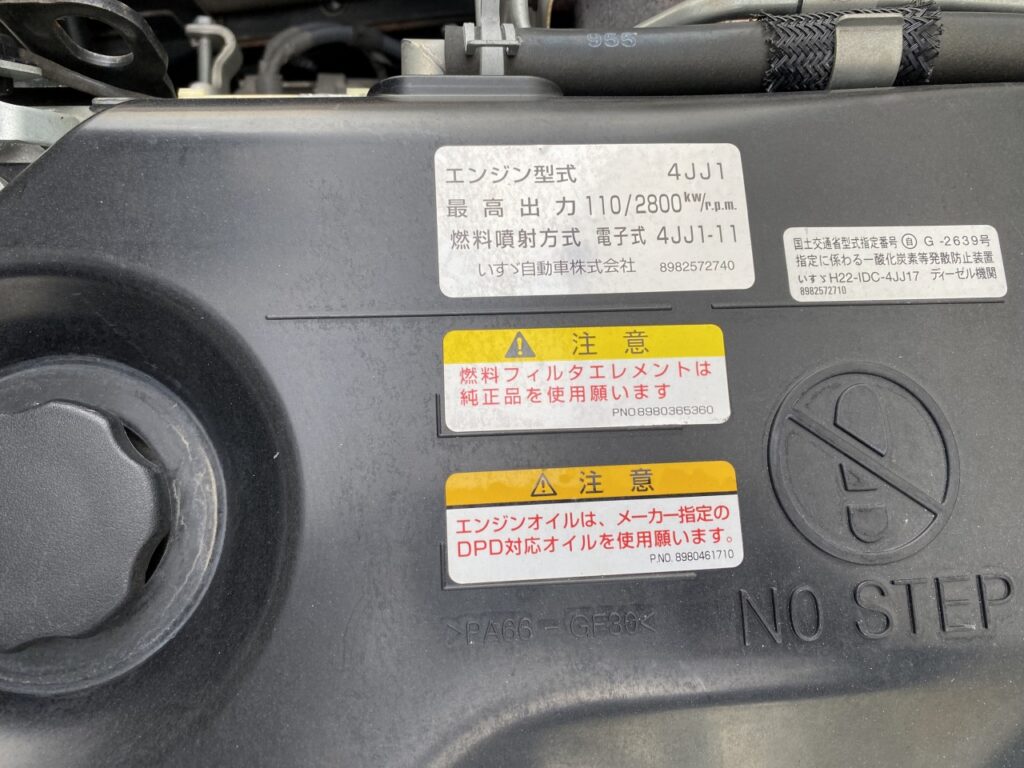 955
エンジン型式 4JJ1
最高出力 110/2800kw/r.p.m.
燃料噴射方式 電子式 4JJ1-11
いすゞ自動車株式会社 8982572740
国土交通省型式指定番号 自 G -2639号
指定に係わる一酸化炭素等発散防止装置
いすゞH22-IDC-4JJ17 ディーゼル機関
8982572710
注意
燃料フィルタエレメントは
純正品を使用願います
PNO8980365360
注意
エンジンオイルは、メーカー指定の
DPD対応オイルを使用願います。
P.NO. 8980461710
>PA66-GF30<
NO STEP